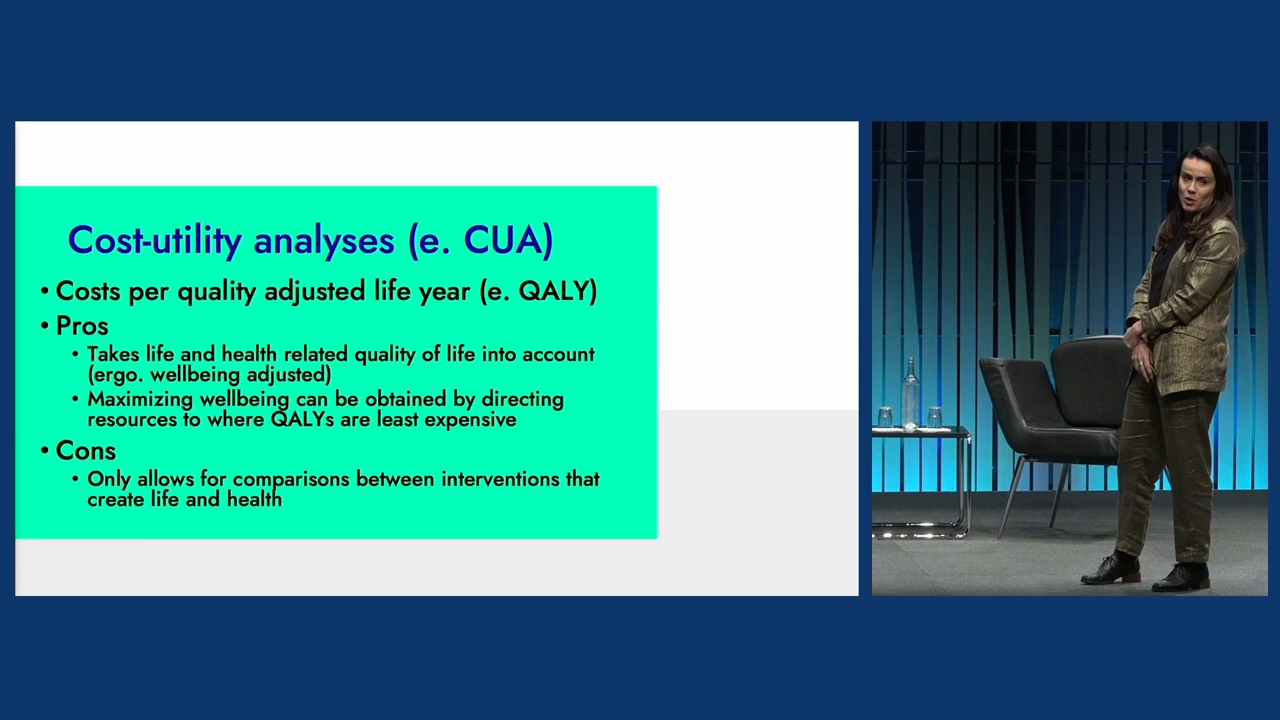 Cost-utility analyses (e. CUA)
• Costs per quality adjusted life year (e. QALY)
• Pros
• Takes life and health related quality of life into account
(ergo. wellbeing adjusted)
• Maximizing wellbeing can be obtained by directing
resources to where QALYs are least expensive
• Cons
• Only allows for comparisons between interventions that
create life and health